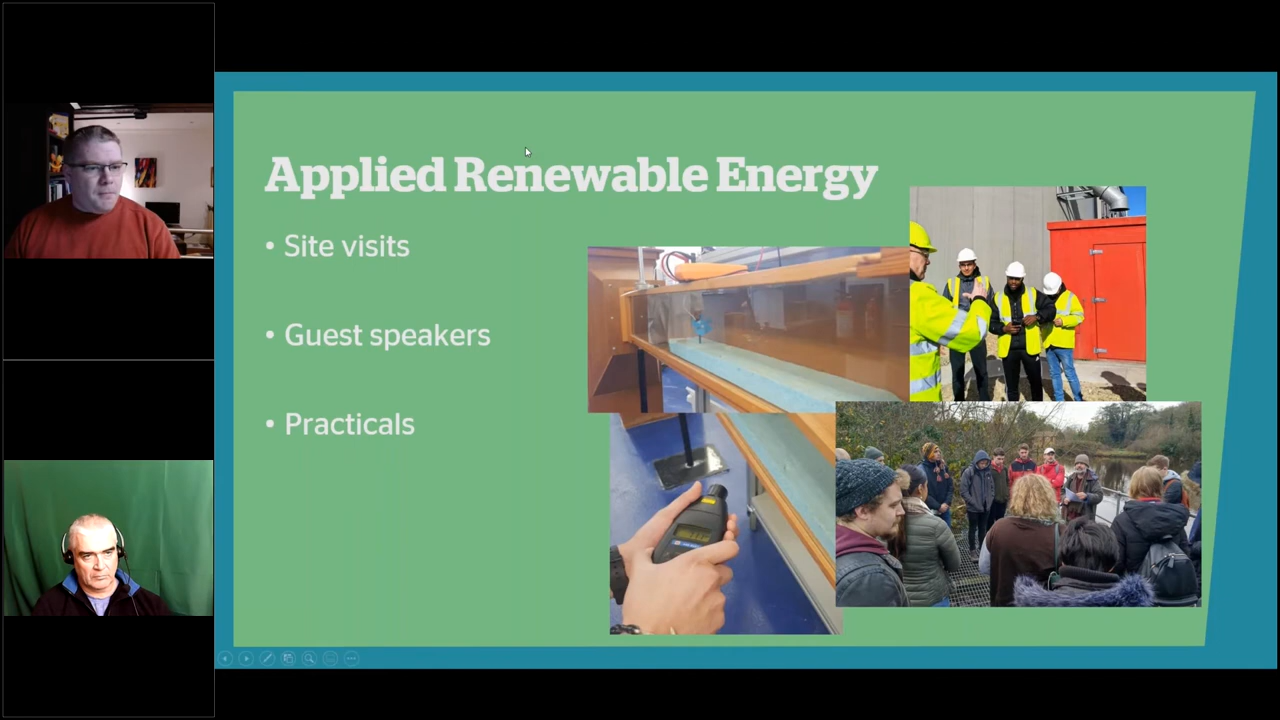 Applied Renewable Energy
• Site visits
• Guest speakers
• Practicals